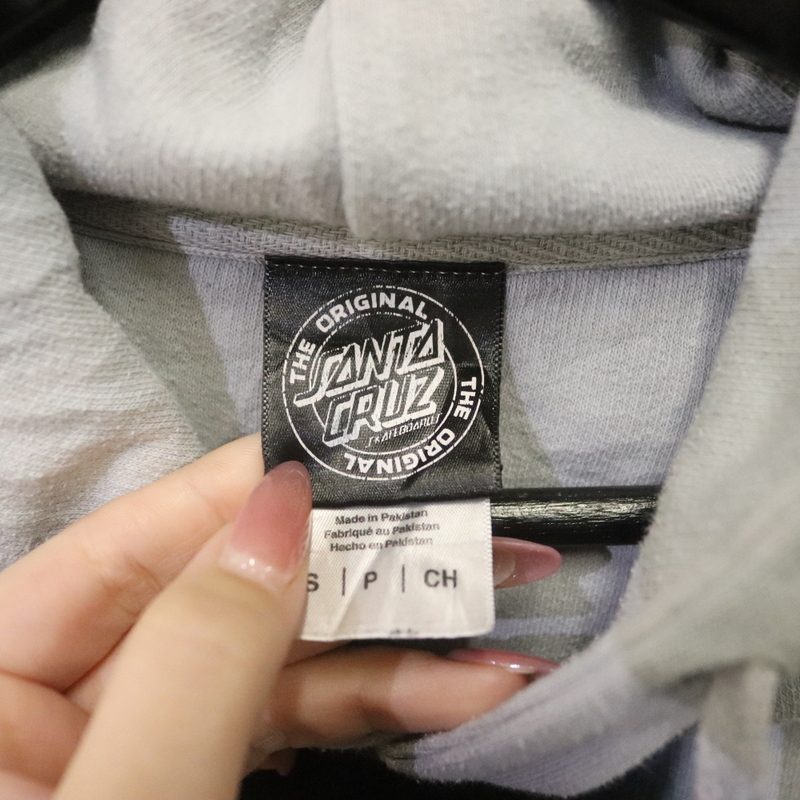 THE ORIGINAL
SANTA
CRUZ
SKATEBOARDS
THE ORIGINAL
Made in Pakistan
Fabriqué au Pakistan
Hecho en Pakistan
S | P | CH